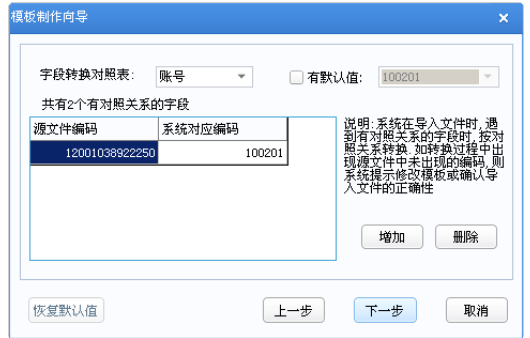 模板制作向导
字段转换对照表: 账号 有默认值: 100201
共有2个有对照关系的字段
源文件编码 系统对应编码
12001038922250 100201
说明:系统在导入文件时,遇
到有对照关系的字段时,按对
照关系转换.如转换过程中出
现源文件中未出现的编码,则
系统提示修改模板或确认导
入文件的正确性
增加 删除
恢复默认值 上一步 下一步 取消